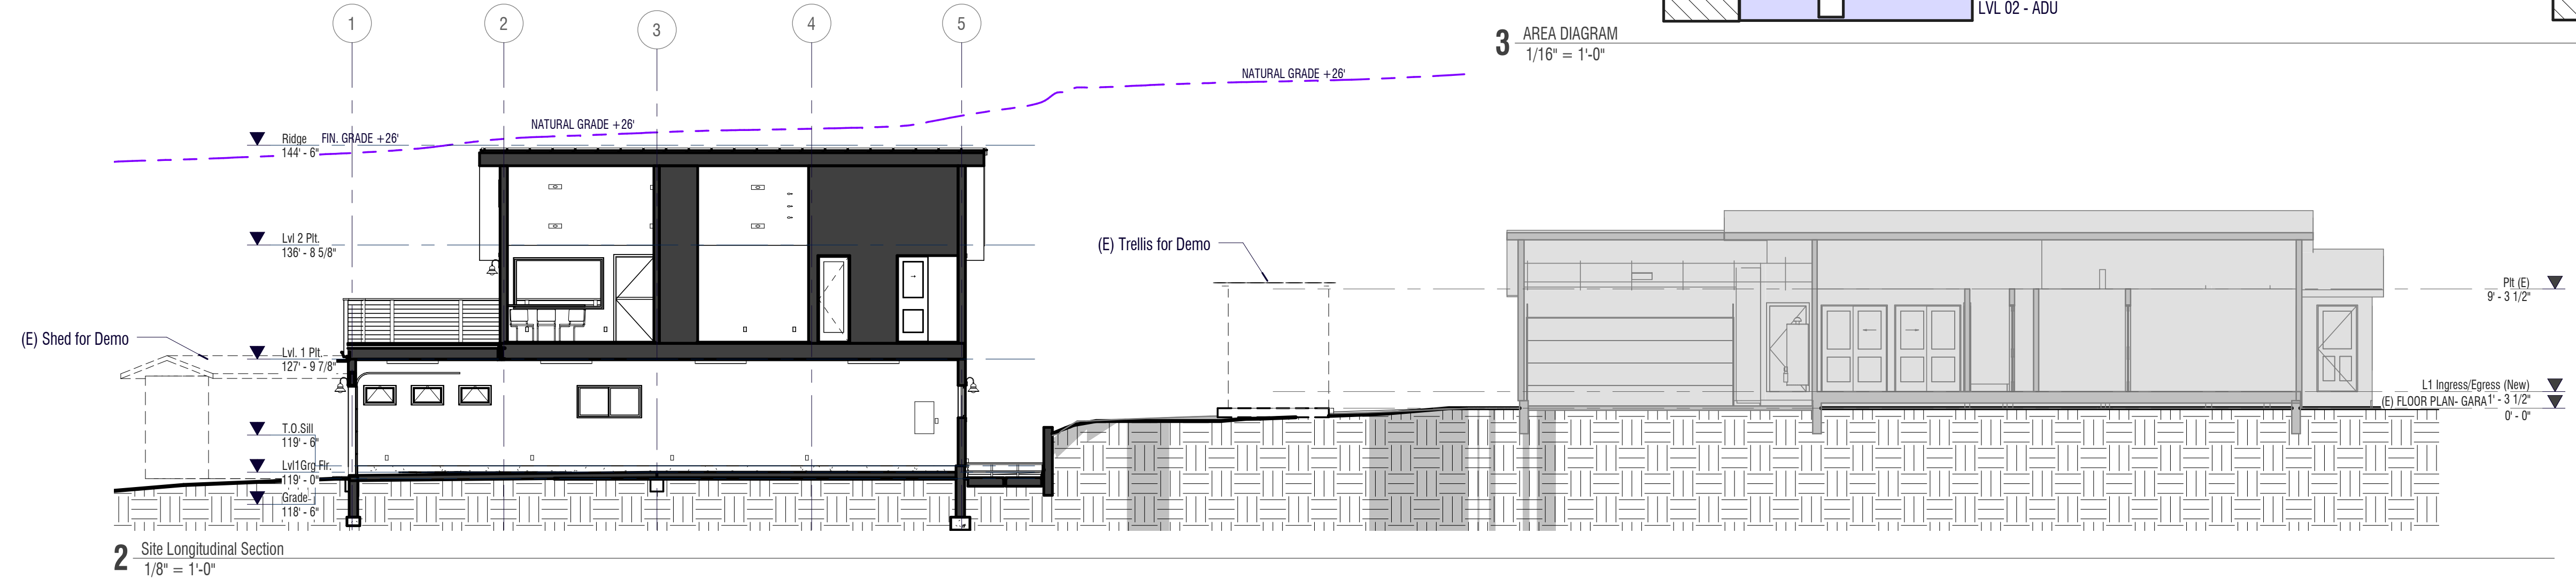 1
2
3
4
5
LVL 02 - ADU
3
AREA DIAGRAM
1/16" = 1'-0"
NATURAL GRADE +26'
NATURAL GRADE +26'
FIN. GRADE +26'
Ridge
144' - 6"
Lvl 2 Plt.
136' - 8 5/8"
(E) Trellis for Demo
Plt (E)
9' - 3 1/2"
(E) Shed for Demo
Lvl. 1 Plt.
127' - 9 7/8"
L1 Ingress/Egress (New)
1' - 3 1/2"
(E) FLOOR PLAN- GARA
0' - 0"
T.O.Sill
119' - 6"
Lvl1Grg Flr.
119' - 0"
Grade
118' - 6"
2
Site Longitudinal Section
1/8" = 1'-0"